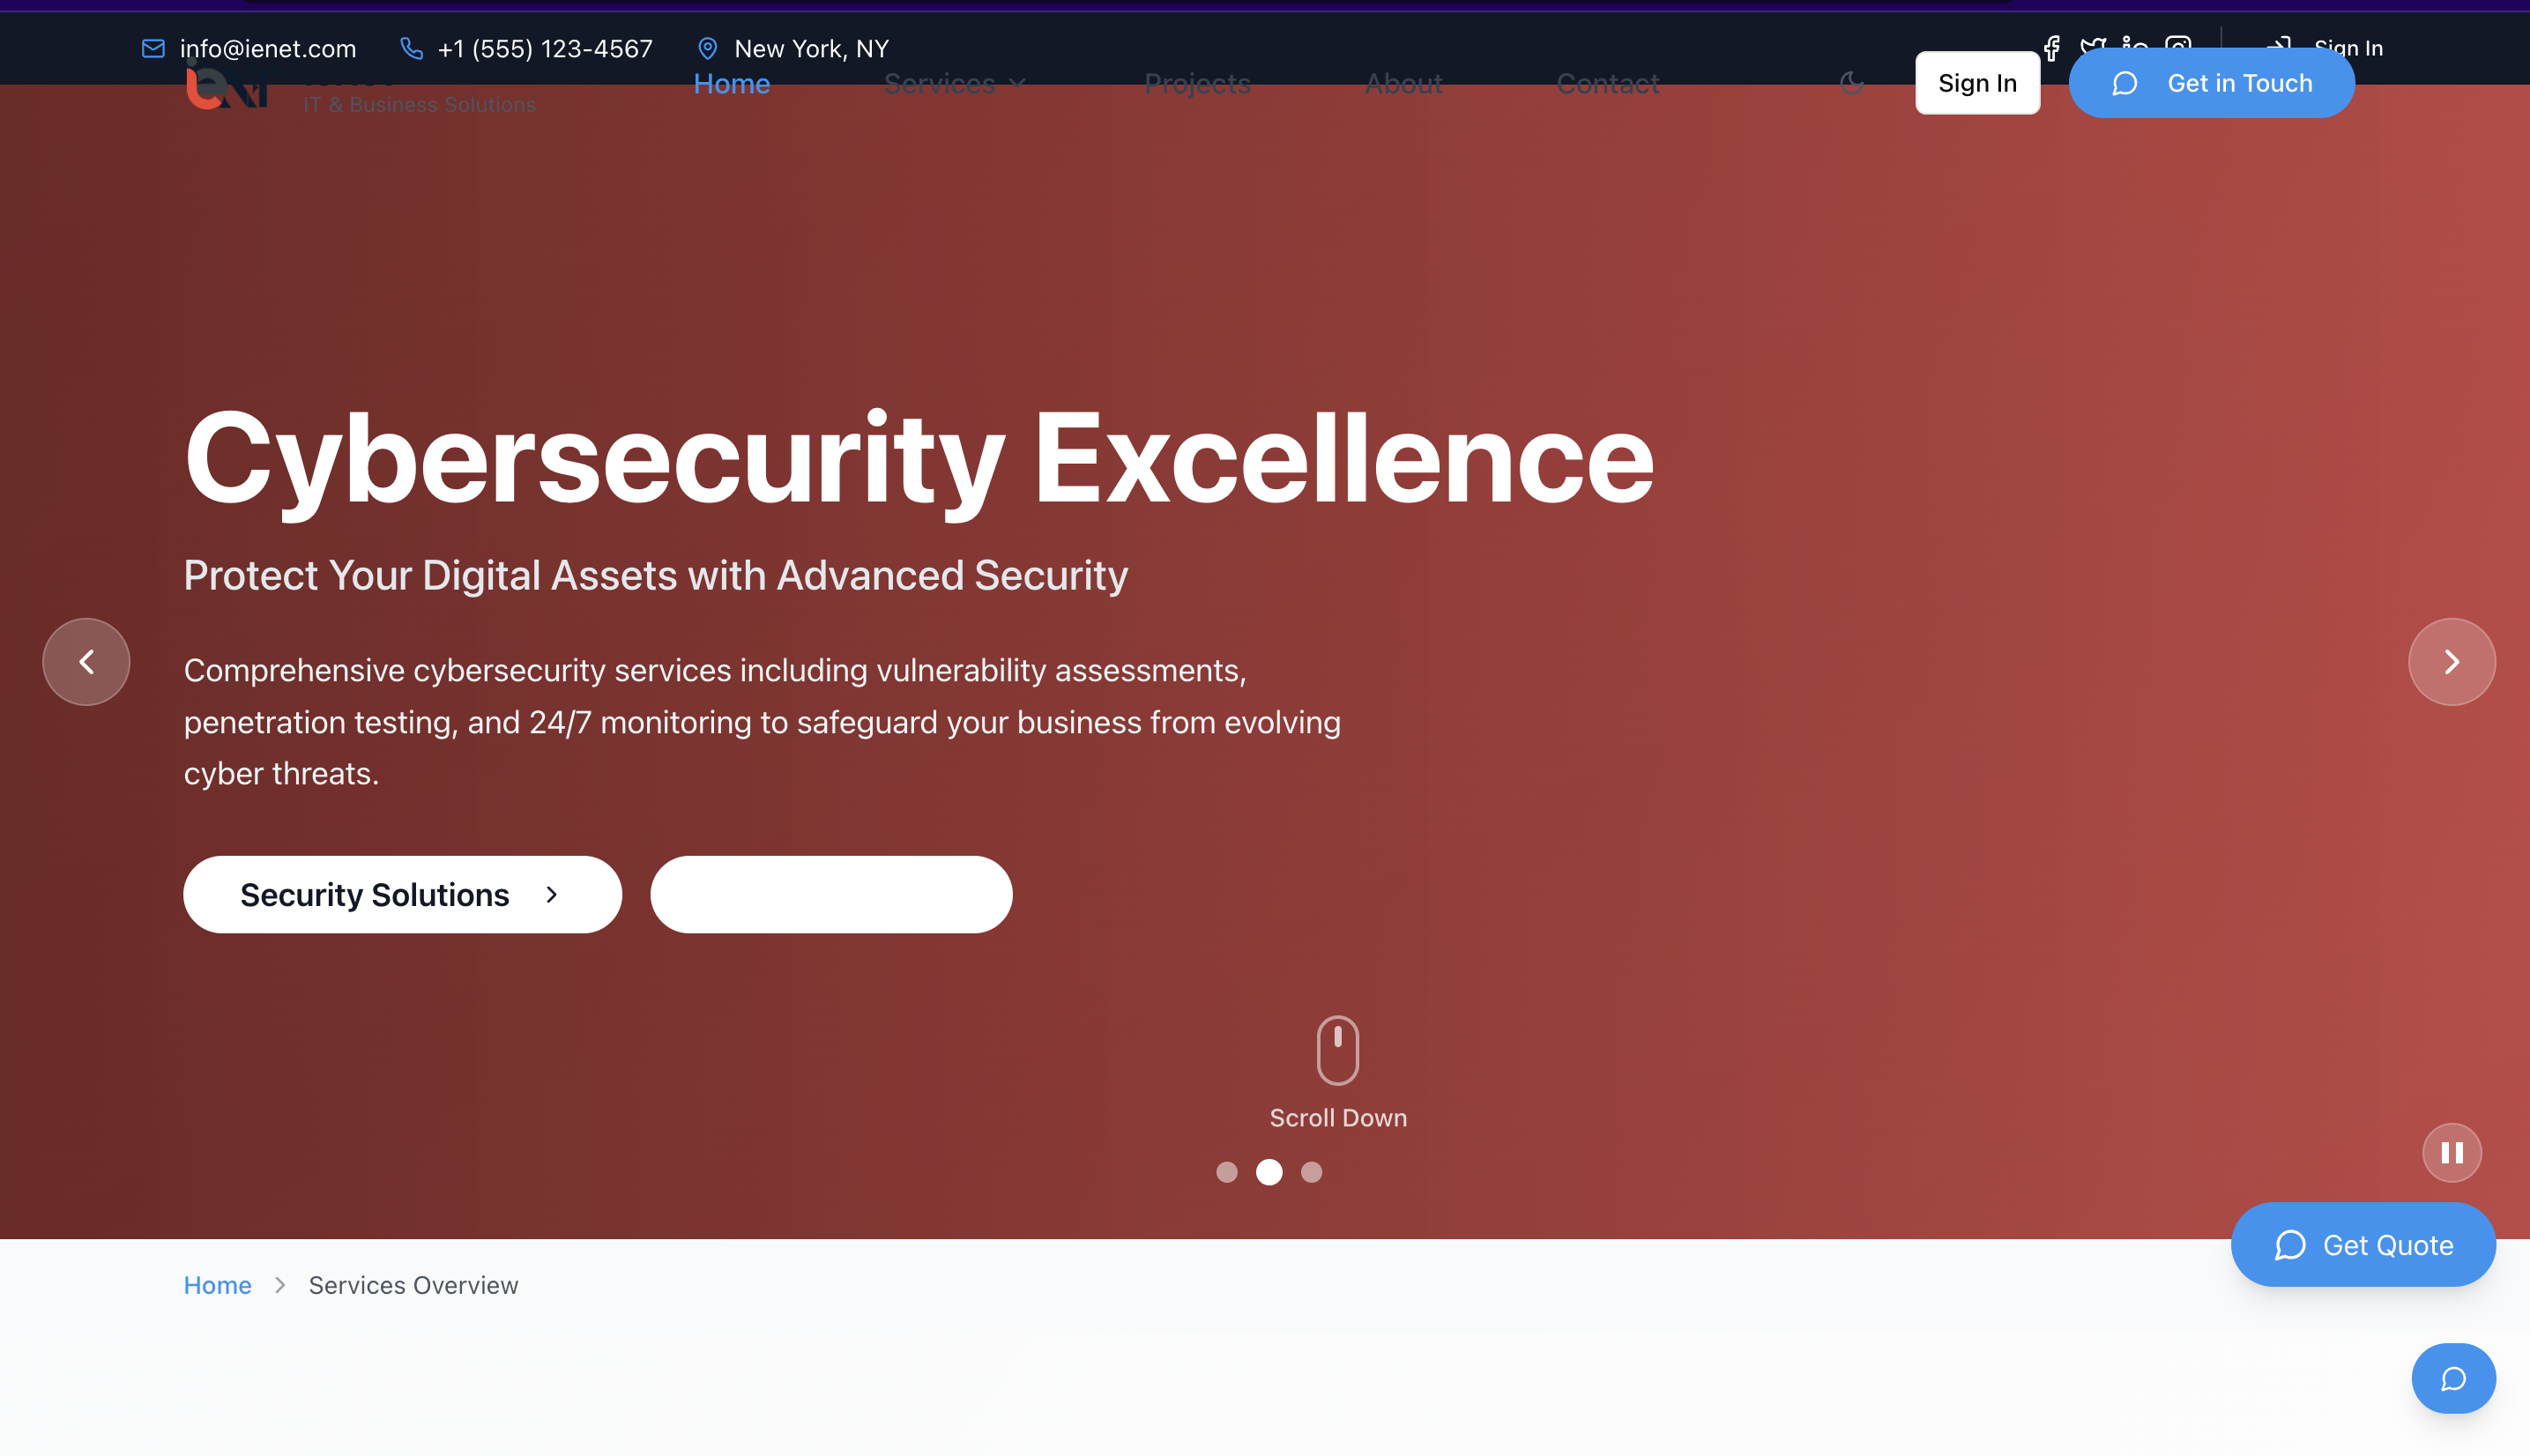 info@ienet.com
+1 (555) 123-4567
New York, NY
Sign In
IT & Business Solutions
Home
Services
Projects
About
Contact
Sign In
Get in Touch
Cybersecurity Excellence
Protect Your Digital Assets with Advanced Security
Comprehensive cybersecurity services including vulnerability assessments,
penetration testing, and 24/7 monitoring to safeguard your business from evolving
cyber threats.
Security Solutions
Scroll Down
Get Quote
Home
Services Overview